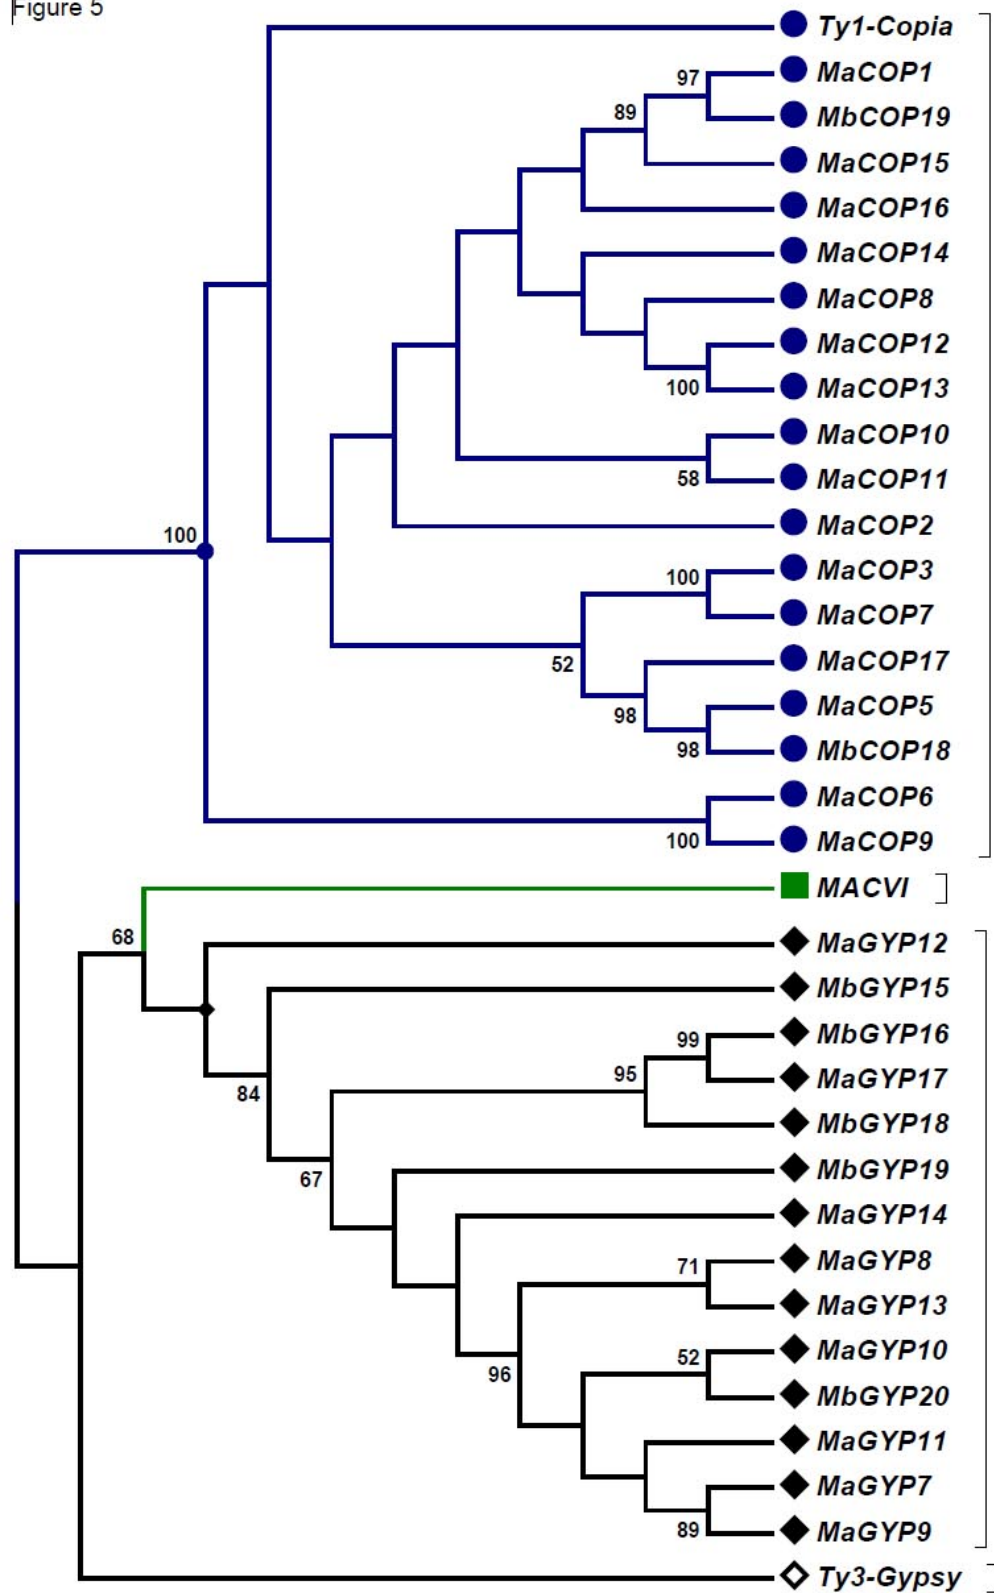 Figure 5
Ty1-Copia
97
MaCOP1
89
MbCOP19
MaCOP15
MaCOP16
MaCOP14
MaCOP8
MaCOP12
100
MaCOP13
MaCOP10
58
MaCOP11
MaCOP2
100
100
MaCOP3
MaCOP7
52
MaCOP17
98
MaCOP5
98
MbCOP18
MaCOP6
100
MaCOP9
MACVI
68
MaGYP12
MbGYP15
99
MbGYP16
95
MaGYP17
84
MbGYP18
67
MbGYP19
MaGYP14
71
MaGYP8
MaGYP13
52
MaGYP10
96
MbGYP20
MaGYP11
MaGYP7
89
MaGYP9
Ty3-Gypsy